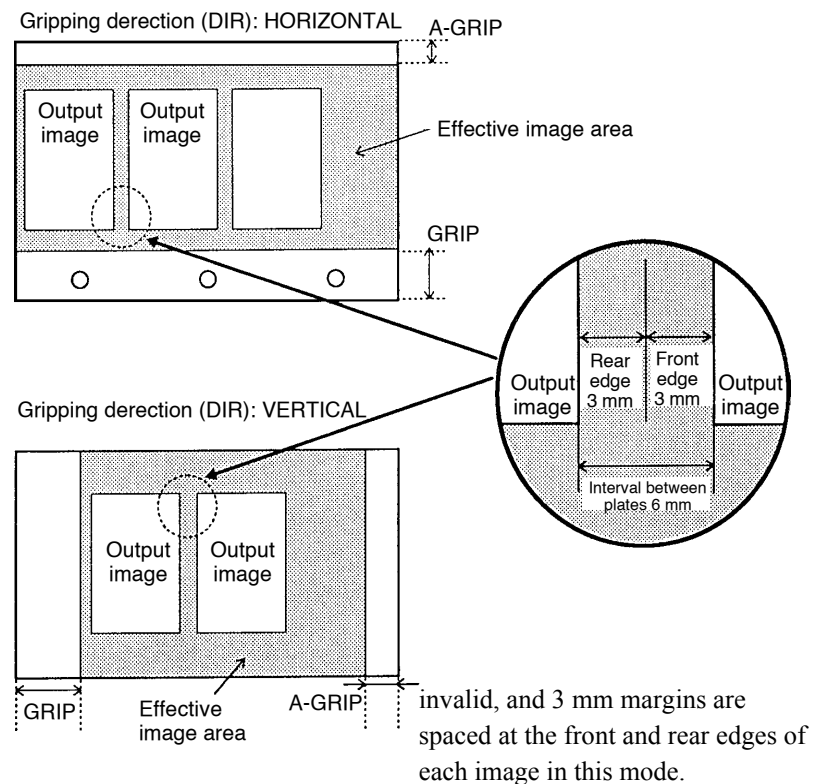 Gripping derection (DIR): HORIZONTAL
A-GRIP
Output
image
Output
image
Effective image area
GRIP
Output
image
Rear
edge
3 mm
Front
edge
3 mm
Output
image
Interval between
plates 6 mm
Gripping derection (DIR): VERTICAL
Output
image
Output
image
GRIP
Effective
image area
A-GRIP
invalid, and 3 mm margins are
spaced at the front and rear edges of
each image in this mode.